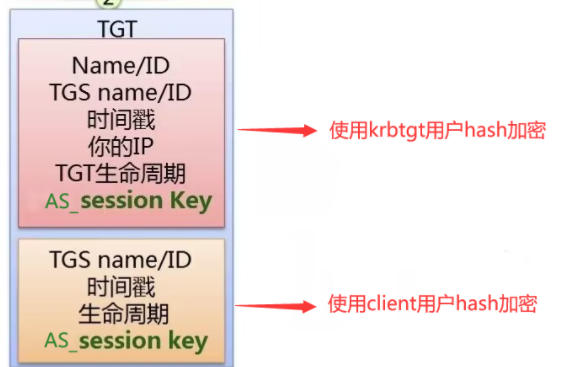 2
TGT
Name/ID
TGS name/ID
时间戳
你的IP
TGT生命周期
AS_session Key
使用krbtgt用户hash加密
TGS name/ID
时间戳
生命周期
AS_session key
使用client用户hash加密